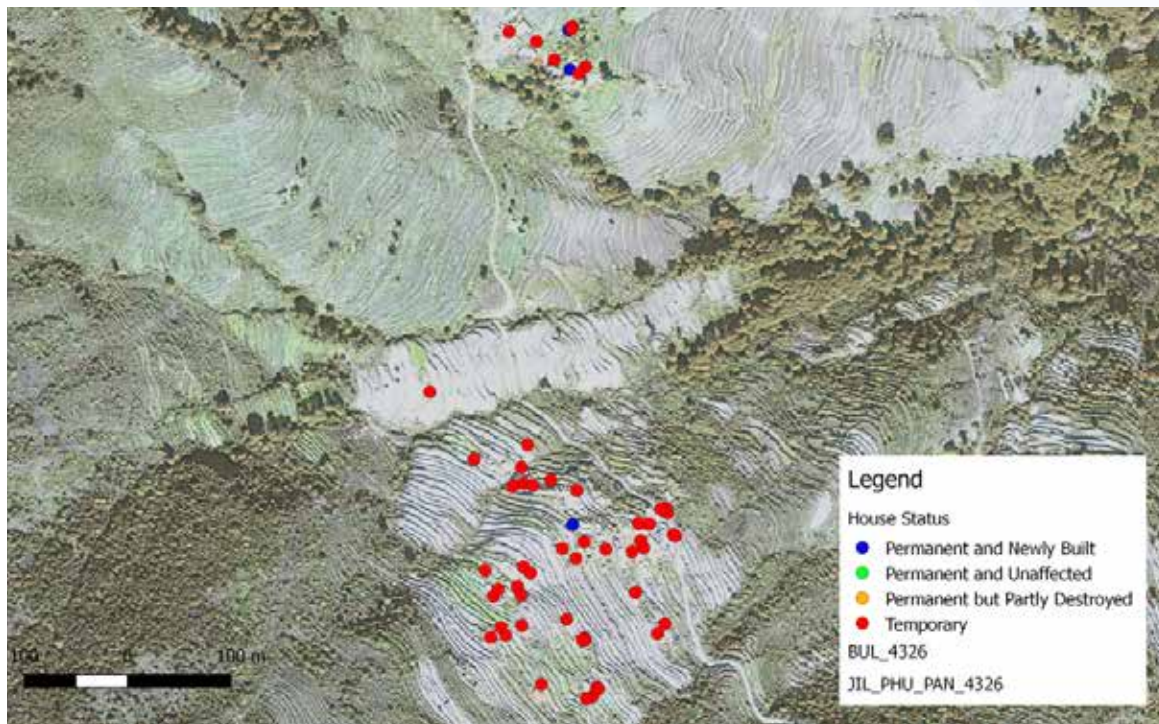 Legend
House Status
Permanent and Newly Built
Permanent and Unaffected
Permanent but Partly Destroyed
Temporary
BUL_4326
JIL_PHU_PAN_4326
100 0 100 m